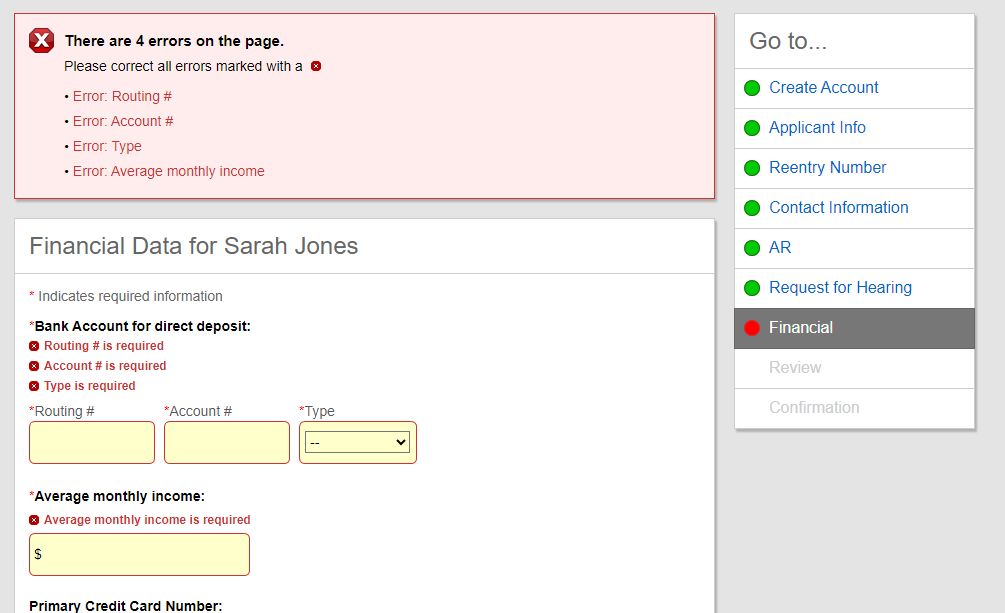 There are 4 errors on the page.
Please correct all errors marked with a
• Error: Routing #
• Error: Account #
• Error: Type
• Error: Average monthly income
Financial Data for Sarah Jones
* Indicates required information
*Bank Account for direct deposit:
Routing # is required
Account # is required
Type is required
*Routing # *Account # *Type
--
*Average monthly income:
Average monthly income is required
$
Primary Credit Card Number:
Go to...
Create Account
Applicant Info
Reentry Number
Contact Information
AR
Request for Hearing
Financial
Review
Confirmation